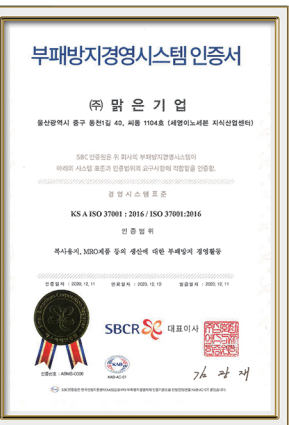 부패방지경영시스템 인증서
㈜ 맑은기업
울산광역시 중구 동천1길 40, 씨동 1104호 (세영이노세븐 지식산업센터)
SBC인증원은 위 회사의 부패방지경영시스템이
아래의 시스템 표준과 인증범위의 요구사항에 적합함을 인증함.
경영시스템표준
KS A ISO 37001 : 2016 / ISO 37001:2016
인증범위
복사용지, MRO제품 등의 생산에 대한 부패방지 경영활동
인증일자 : 2020. 12. 11
만료일자 : 2023. 12. 10
발급일자 : 2020. 12. 11
SBCR
대표이사
KAB
KAB-AC-07